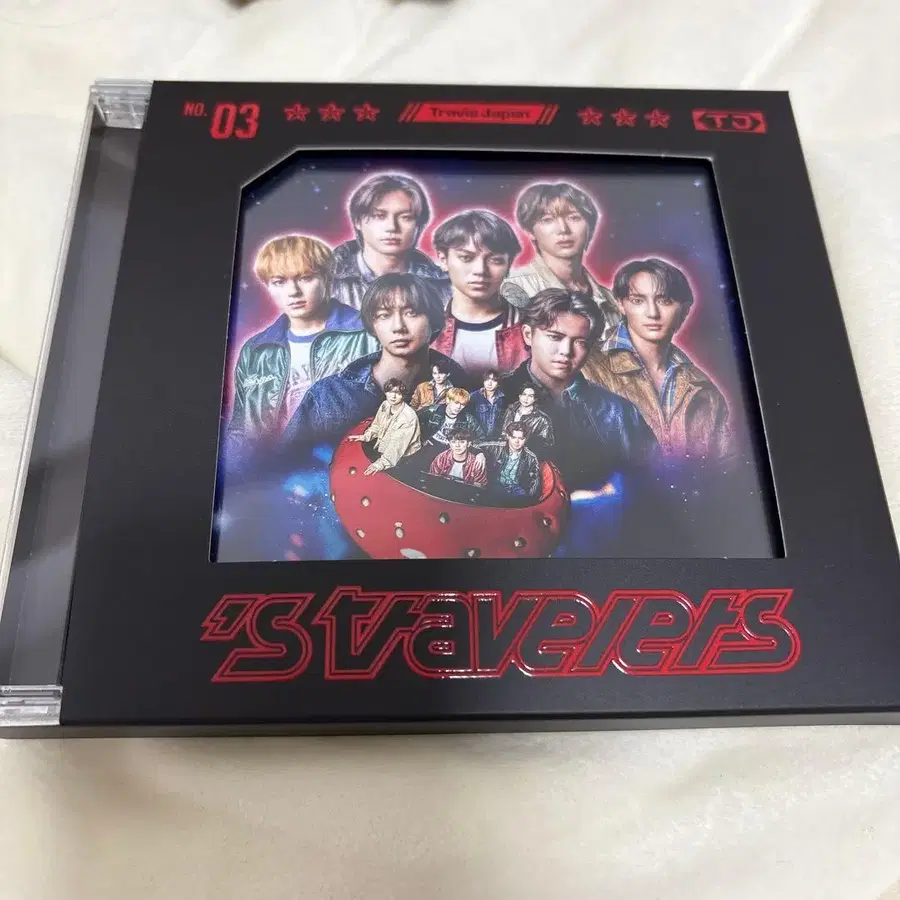 NO. 03
Travis Japan
TJ
's travelers